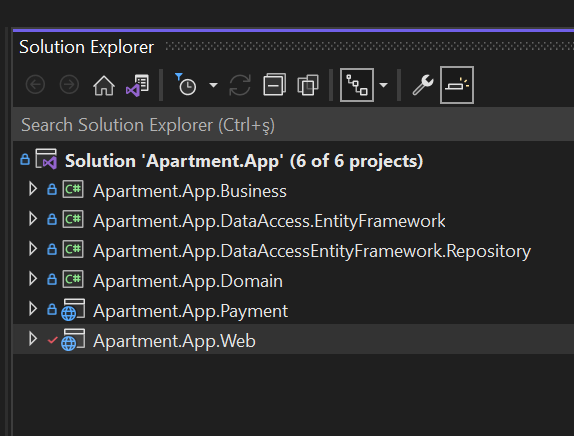 Solution Explorer
Search Solution Explorer (Ctrl+ş)
Solution 'Apartment.App' (6 of 6 projects)
C# Apartment.App.Business
C# Apartment.App.DataAccess.EntityFramework
C# Apartment.App.DataAccessEntityFramework.Repository
C# Apartment.App.Domain
Apartment.App.Payment
Apartment.App.Web